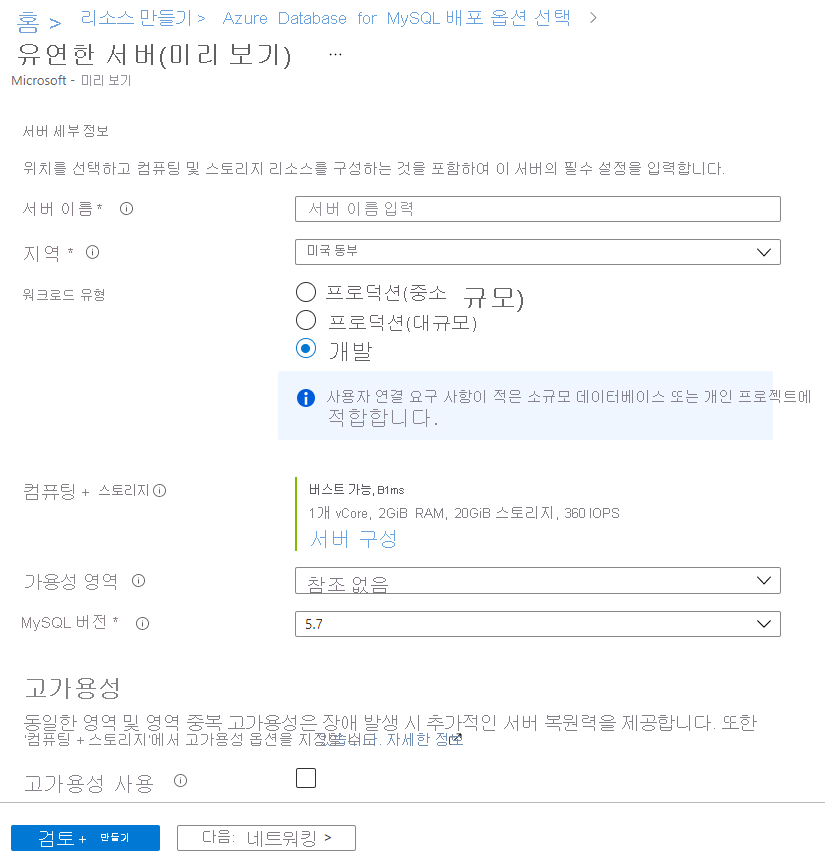 홈 > 리소스 만들기 > Azure Database for MySQL 배포 옵션 선택 >
유연한 서버(미리 보기) ...
Microsoft - 미리 보기
서버 세부 정보
위치를 선택하고 컴퓨팅 및 스토리지 리소스를 구성하는 것을 포함하여 이 서버의 필수 설정을 입력합니다.
서버 이름 * 서버 이름 입력
지역 * 미국 동부
워크로드 유형 프로덕션(중소 규모)
프로덕션(대규모)
개발
사용자 연결 요구 사항이 적은 소규모 데이터베이스 또는 개인 프로젝트에
적합합니다.
컴퓨팅 + 스토리지 버스트 가능, B1ms
1개 vCore, 2GiB RAM, 20GiB 스토리지, 360 IOPS
서버 구성
가용성 영역 참조 없음
MySQL 버전 * 5.7
고가용성
동일한 영역 및 영역 중복 고가용성은 장애 발생 시 추가적인 서버 복원력을 제공합니다. 또한
'컴퓨팅 + 스토리지'에서 고가용성 옵션을 자세한 정보
고가용성 사용
검토 + 만들기 다음: 네트워킹 >